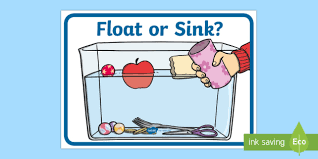 Float or Sink?
ink saving
Eco